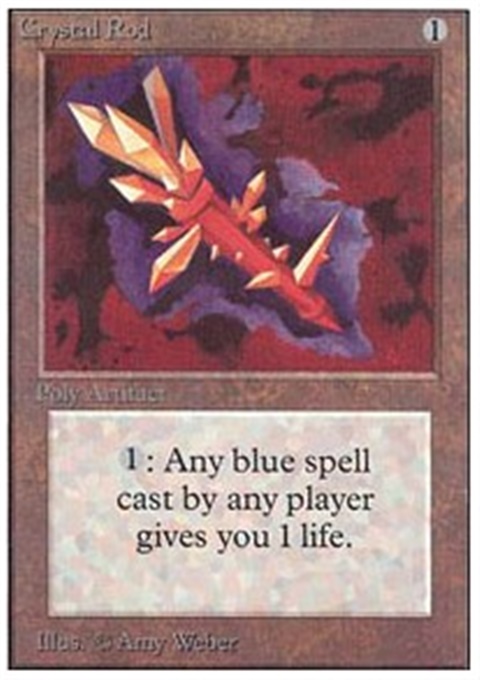 Crystal Rod 1
Poly Artifact
1: Any blue spell
cast by any player
gives you 1 life.
Illus. © Amy Weber